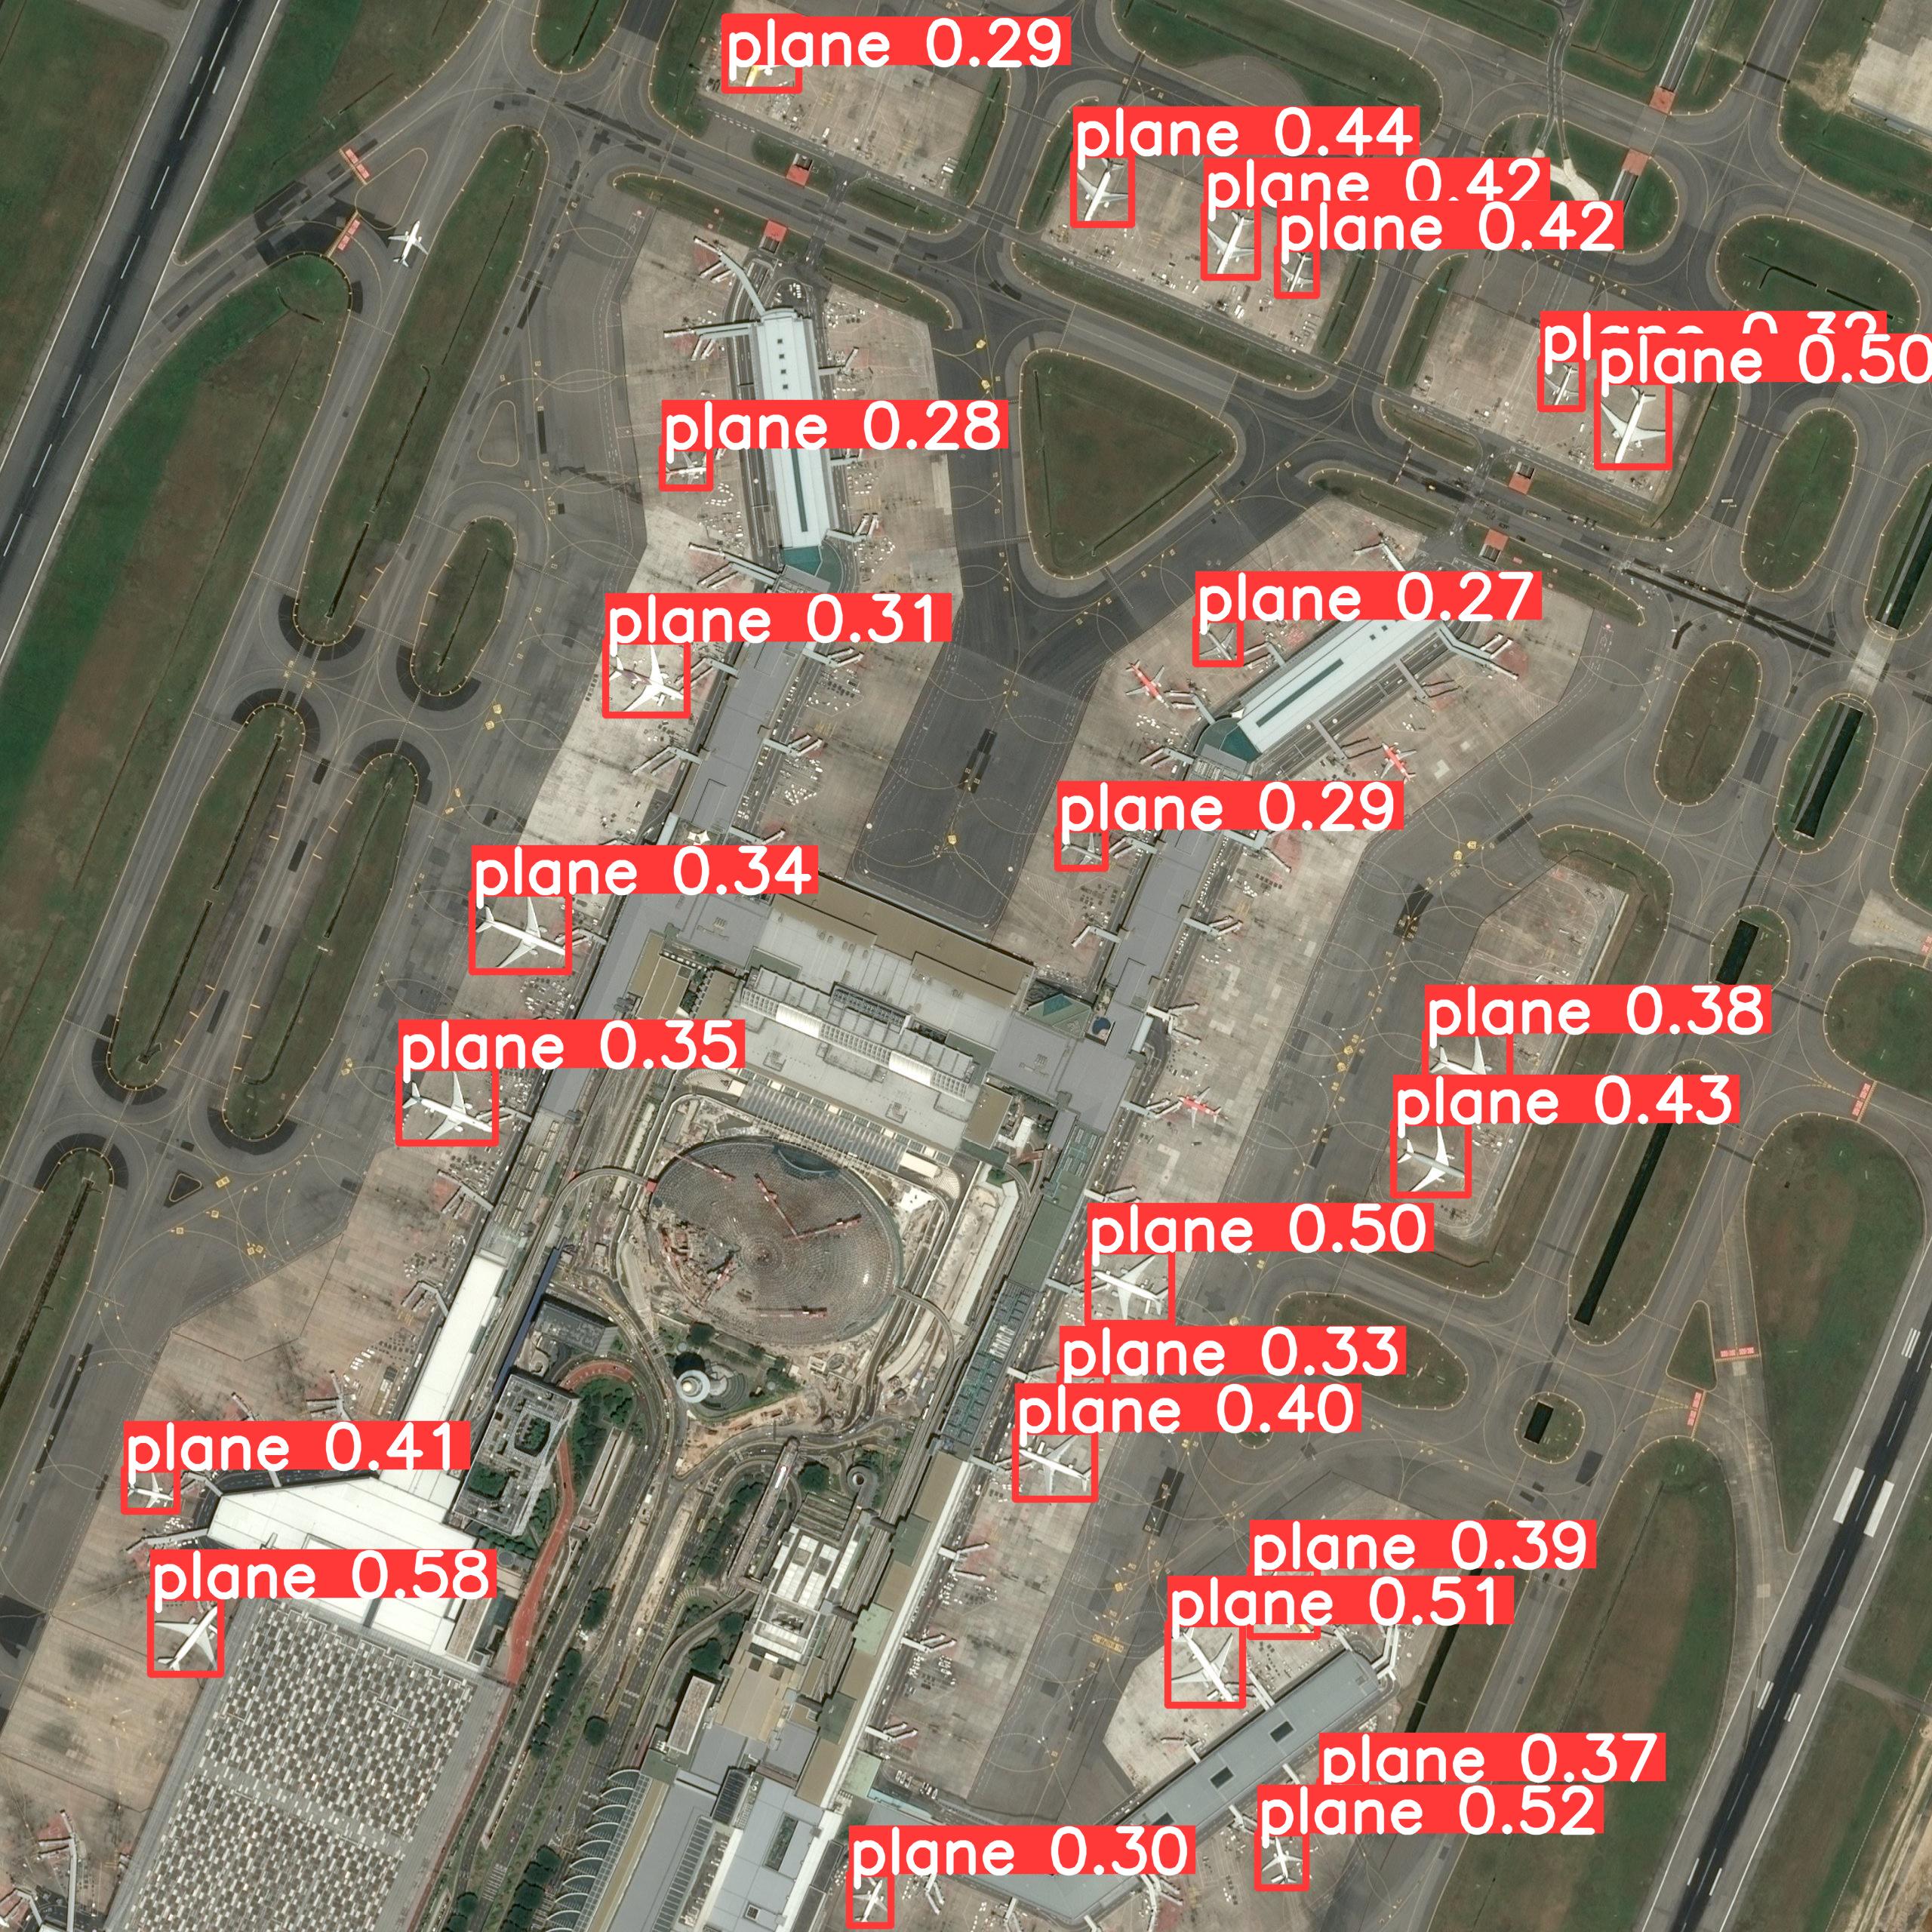 plane 0.29
plane 0.44
plane 0.42
plane 0.42
plane 0.32
plane 0.50
plane 0.28
plane 0.27
plane 0.31
plane 0.29
plane 0.34
plane 0.38
plane 0.35
plane 0.43
plane 0.50
plane 0.33
plane 0.40
plane 0.41
plane 0.39
plane 0.58
plane 0.51
plane 0.37
plane 0.52
plane 0.30